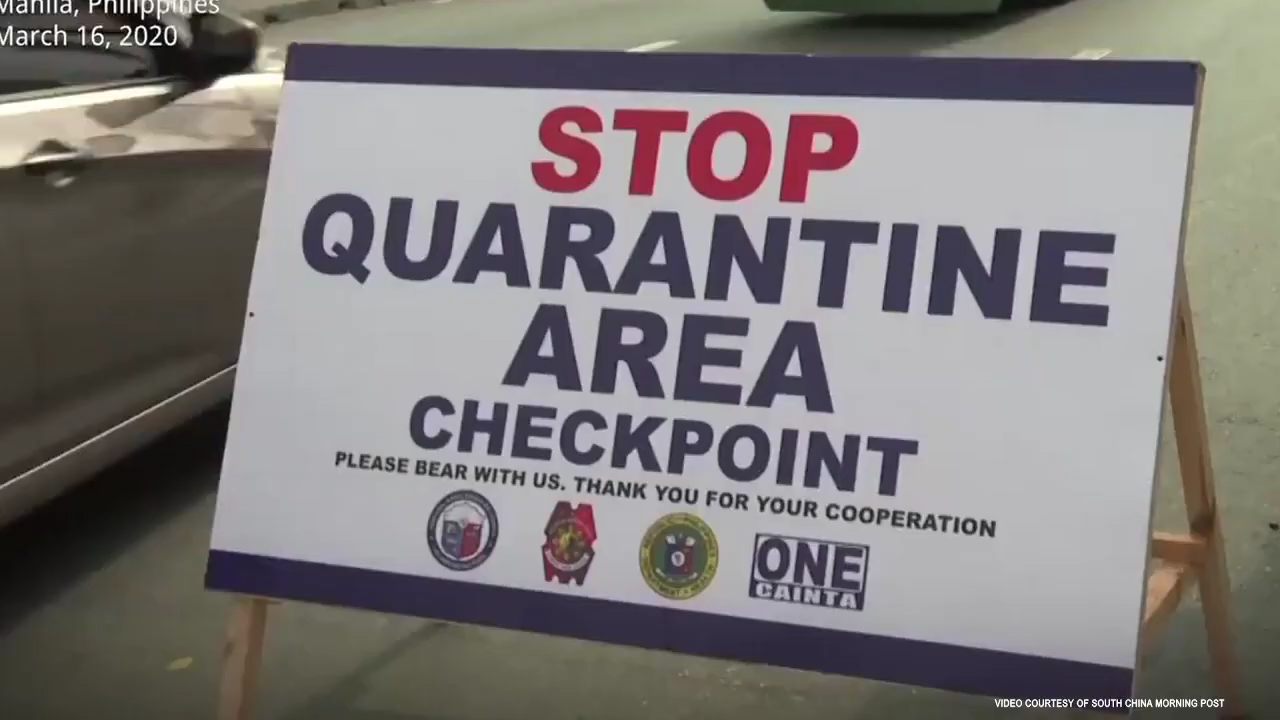 Manila, Philippines
March 16, 2020
STOP
QUARANTINE
AREA
CHECKPOINT
PLEASE BEAR WITH US. THANK YOU FOR YOUR COOPERATION
ONE
CAINTA
VIDEO COURTESY OF SOUTH CHINA MORNING POST